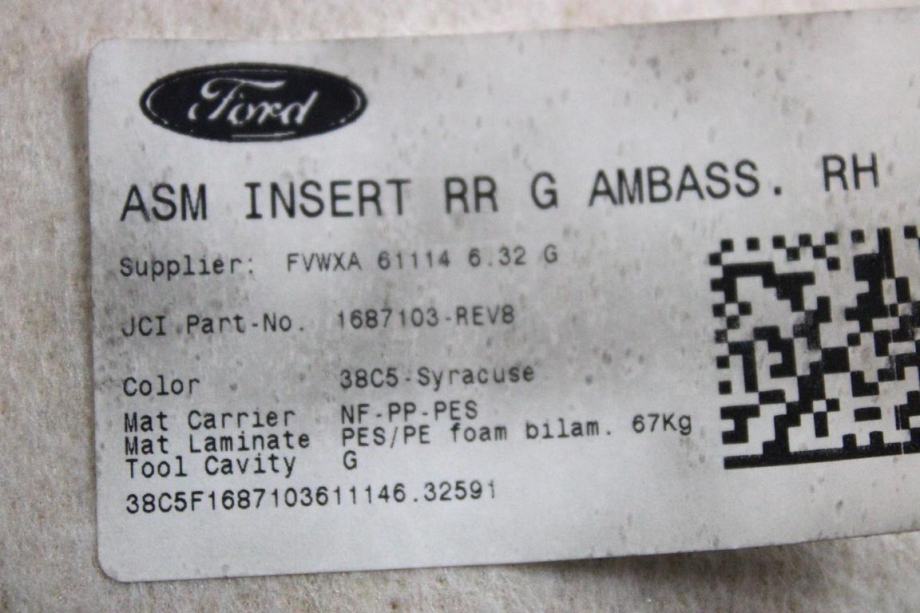 Ford
ASM INSERT RR G AMBASS. RH
Supplier: FVWXA 61114 6.32 G
JCI Part-No. 1687103-REV8
Color 38C5-Syracuse
Mat Carrier NF-PP-PES
Mat Laminate PES/PE foam bilam. 67Kg
Tool Cavity G
38C5F1687103611146.32591